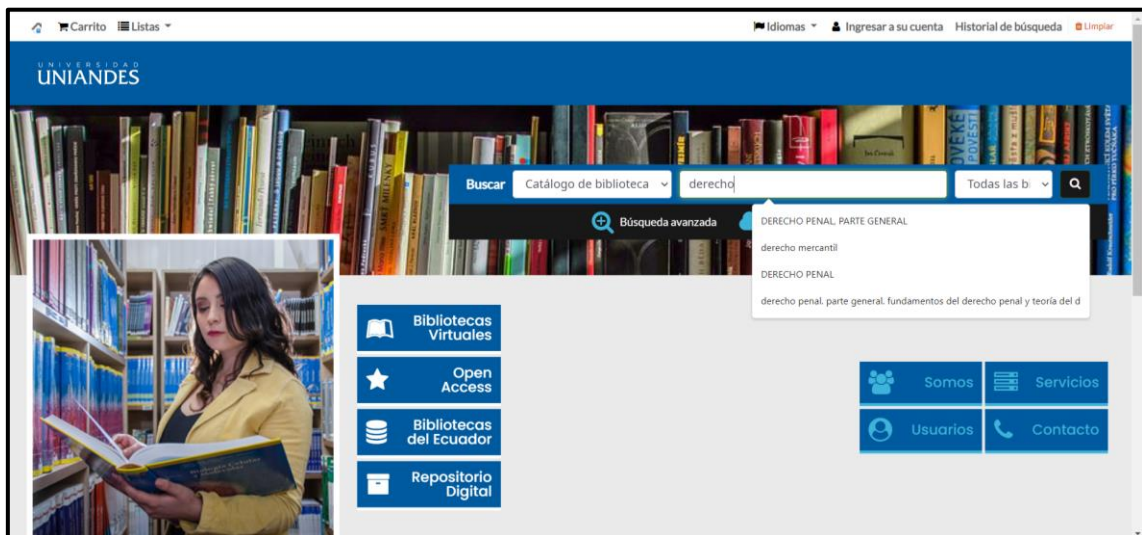 Carrito Listas
Idiomas Ingresar a su cuenta Historial de búsqueda Limpiar
UNIVERSIDAD
UNIANDES
Buscar Catálogo de biblioteca derecho Todas las b
Búsqueda avanzada
DERECHO PENAL, PARTE GENERAL
derecho mercantil
DERECHO PENAL
derecho penal. parte general. fundamentos del derecho penal y teoría del d
Bibliotecas
Virtuales
Open
Access
Bibliotecas
del Ecuador
Repositorio
Digital
Somos Servicios
Usuarios Contacto